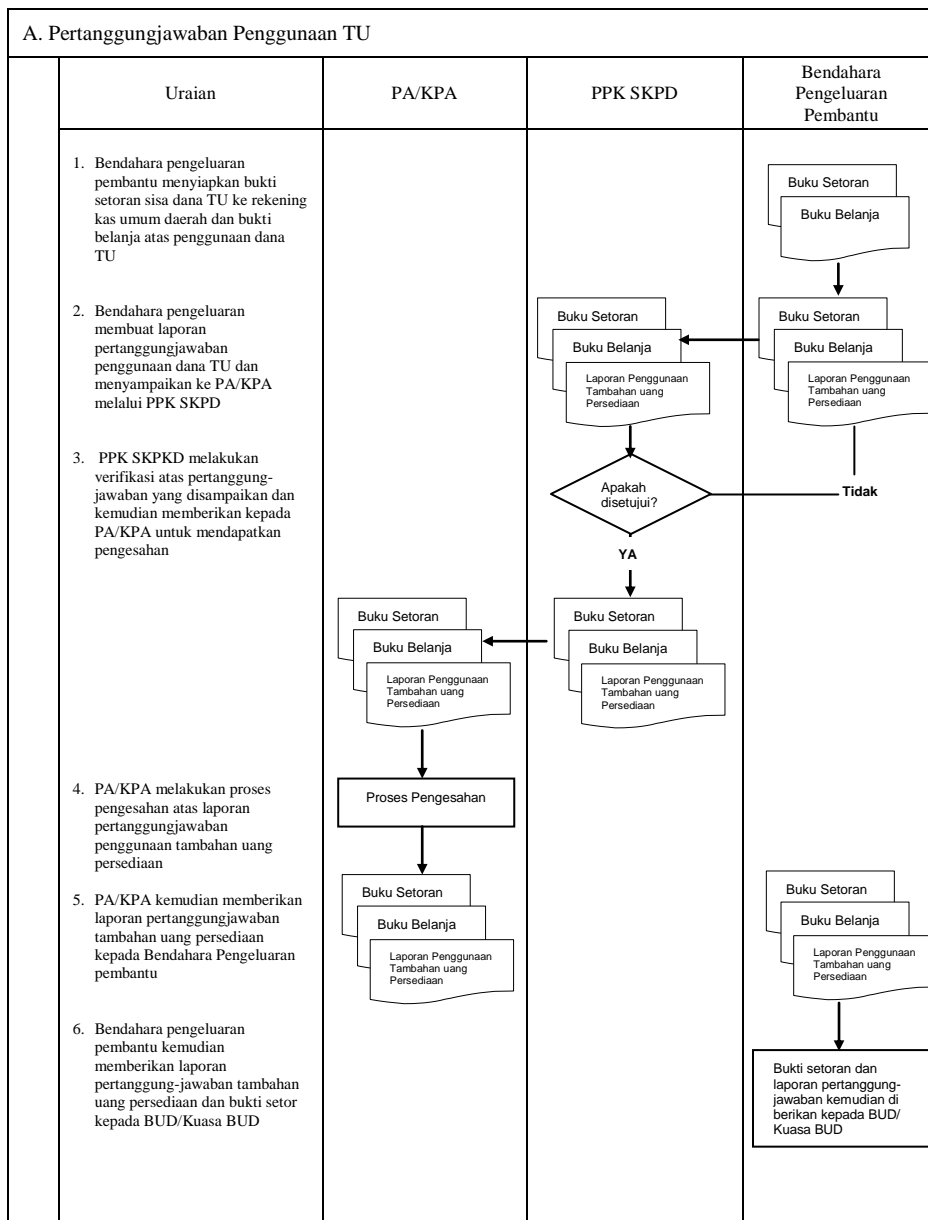 A. Pertanggungjawaban Penggunaan TU
Uraian
PA/KPA
PPK SKPD
Bendahara
Pengeluaran
Pembantu
1. Bendahara pengeluaran
pembantu menyiapkan bukti
setoran sisa dana TU ke rekening
kas umum daerah dan bukti
belanja atas penggunaan dana
TU
Buku Setoran
Buku Belanja
2. Bendahara pengeluaran
membuat laporan
pertanggungjawaban
penggunaan dana TU dan
menyampaikan ke PA/KPA
melalui PPK SKPD
Buku Setoran
Buku Belanja
Laporan Penggunaan
Tambahan uang
Persediaan
Buku Setoran
Buku Belanja
Laporan Penggunaan
Tambahan uang
Persediaan
3. PPK SKPKD melakukan
verifikasi atas pertanggung-
jawaban yang disampaikan dan
kemudian memberikan kepada
PA/KPA untuk mendapatkan
pengesahan
Apakah
disetujui?
Tidak
YA
Buku Setoran
Buku Belanja
Laporan Penggunaan
Tambahan uang
Persediaan
Buku Setoran
Buku Belanja
Laporan Penggunaan
Tambahan uang
Persediaan
4. PA/KPA melakukan proses
pengesahan atas laporan
pertanggungjawaban
penggunaan tambahan uang
persediaan
Proses Pengesahan
5. PA/KPA kemudian memberikan
laporan pertanggungjawaban
tambahan uang persediaan
kepada Bendahara Pengeluaran
pembantu
Buku Setoran
Buku Belanja
Laporan Penggunaan
Tambahan uang
Persediaan
Buku Setoran
Buku Belanja
Laporan Penggunaan
Tambahan uang
Persediaan
6. Bendahara pengeluaran
pembantu kemudian
memberikan laporan
pertanggung-jawaban tambahan
uang persediaan dan bukti setor
kepada BUD/Kuasa BUD
Bukti setoran dan
laporan pertanggung-
jawaban kemudian di
berikan kepada BUD/
Kuasa BUD